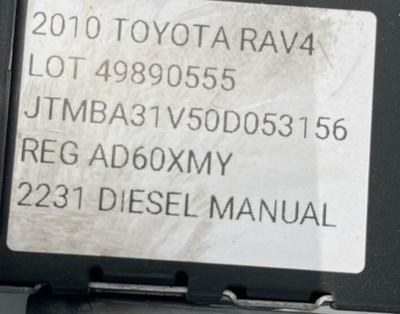 2010 TOYOTA RAV4
LOT 49890555
JTMBA31V50D053156
REG AD60XMY
2231 DIESEL MANUAL